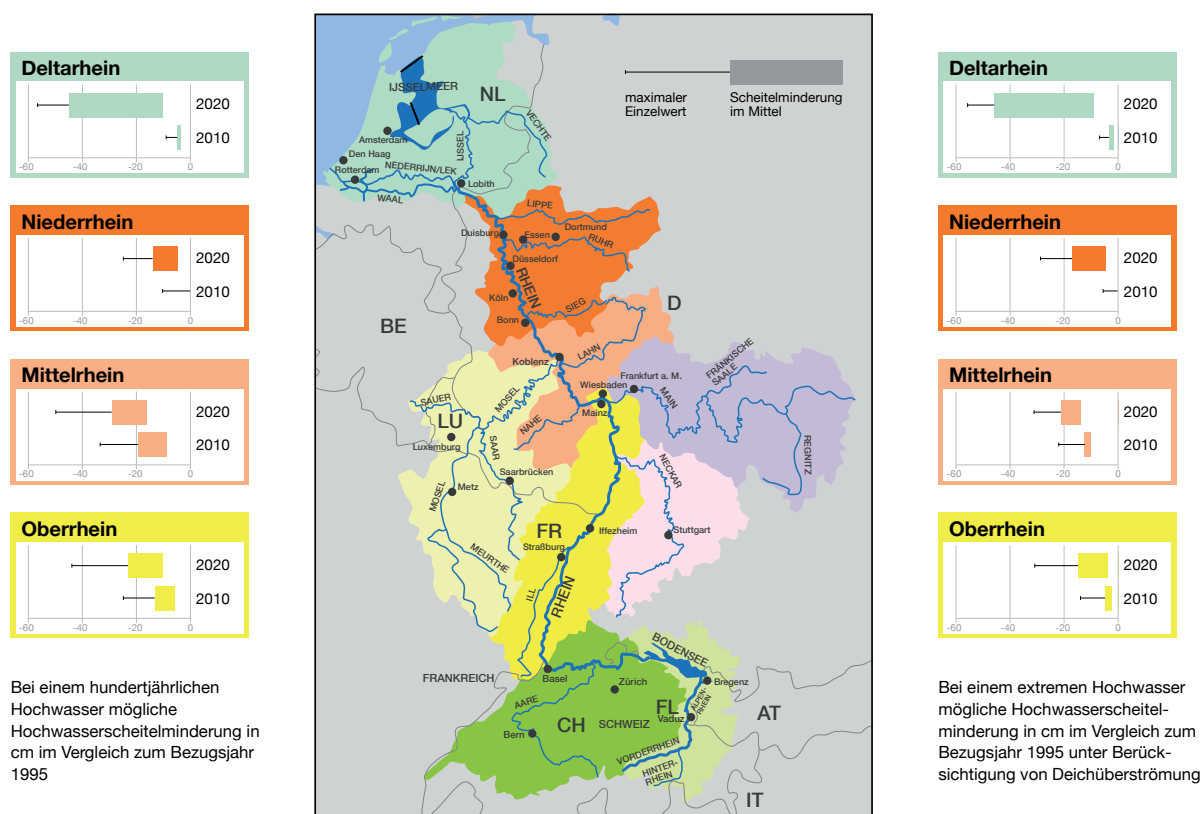 Deltarhein
2020
2010
-60
-40
-20
0
Niederrhein
2020
2010
-60
-40
-20
0
Mittelrhein
2020
2010
-60
-40
-20
0
Oberrhein
2020
2010
-60
-40
-20
0
Bei einem hundertjährlichen
Hochwasser mögliche
Hochwasserscheitelminderung in
cm im Vergleich zum Bezugsjahr
1995
maximaler
Einzelwert
Scheitelminderung
im Mittel
IJSSELMEER
NL
Amsterdam
IJSSEL
VECHTE
Den Haag
Rotterdam
NEDERRIJN/LEK
WAAL
Lobith
LIPPE
Duisburg
Essen
Dortmund
RUHR
Düsseldorf
RHEIN
Köln
SIEG
Bonn
D
BE
Koblenz
LAHN
Wiesbaden
Frankfurt a. M.
FRÄNKISCHE
SAALE
MAIN
Mainz
MOSEL
SAUER
LU
Luxemburg
NAHE
SAAR
Saarbrücken
REGNITZ
NECKAR
MOSEL
Metz
FR
Iffezheim
Stuttgart
Straßburg
MEURTHE
ILL
RHEIN
BODENSEE
FRANKREICH
Basel
Zürich
Bregenz
AARE
ALPEN-
RHEIN
FL
Vaduz
AT
CH
SCHWEIZ
Bern
VORDERRHEIN
HINTER-
RHEIN
IT
Deltarhein
2020
2010
-60
-40
-20
0
Niederrhein
2020
2010
-60
-40
-20
0
Mittelrhein
2020
2010
-60
-40
-20
0
Oberrhein
2020
2010
-60
-40
-20
0
Bei einem extremen Hochwasser
mögliche Hochwasserscheitel-
minderung in cm im Vergleich zum
Bezugsjahr 1995 unter Berück-
sichtigung von Deichüberströmung